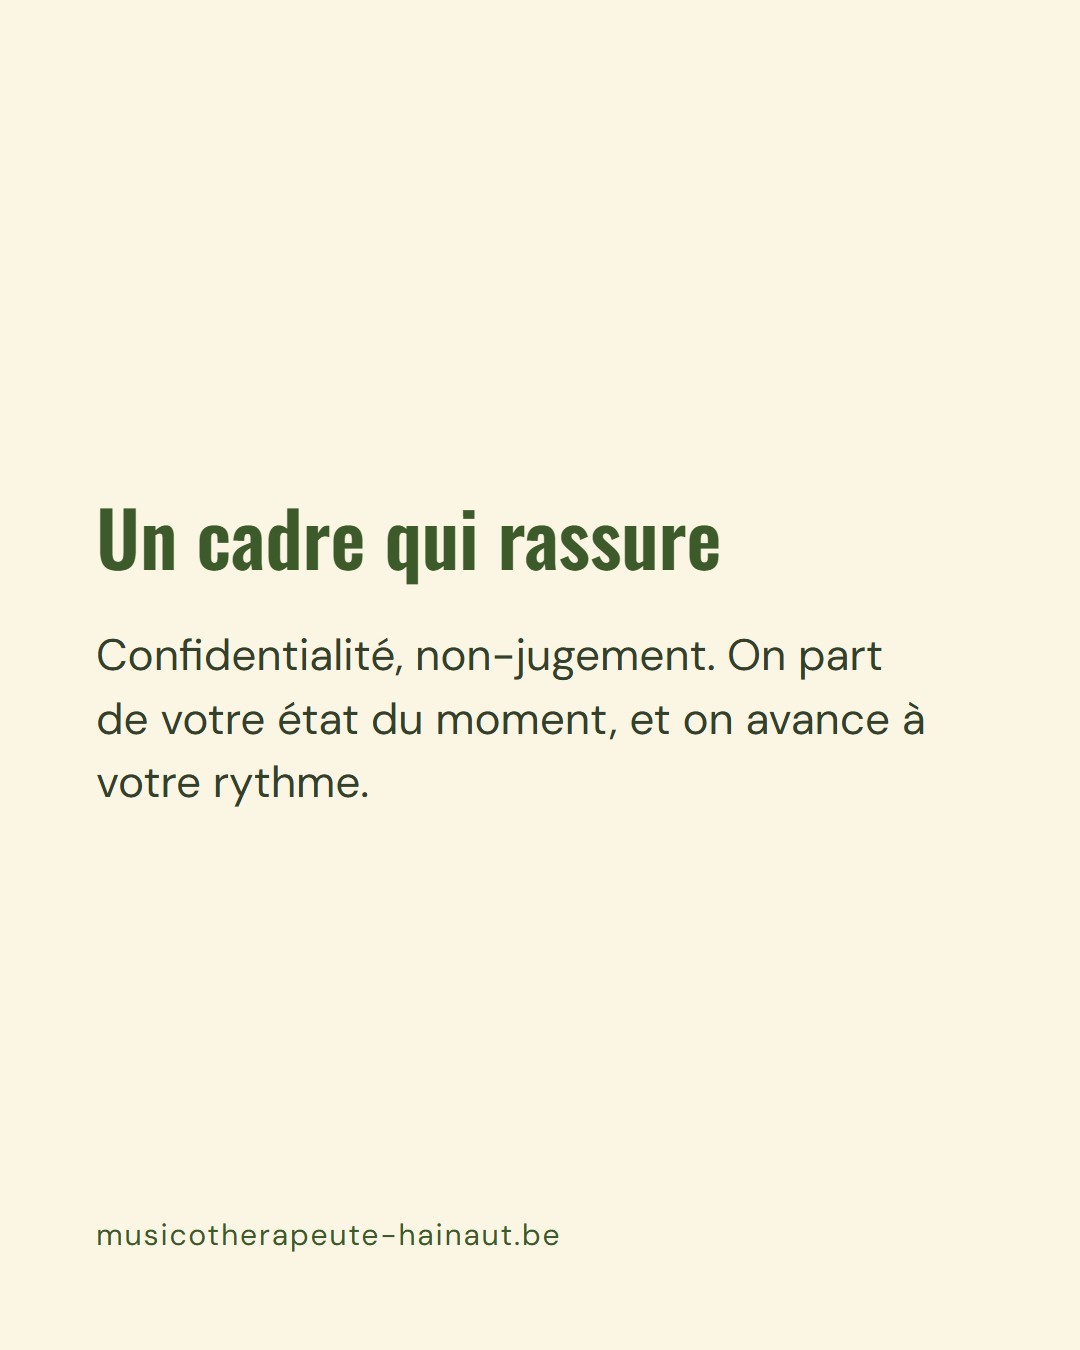 Un cadre qui rassure
Confidentialité, non-jugement. On part
de votre état du moment, et on avance à
votre rythme.
musicotherapeute-hainaut.be